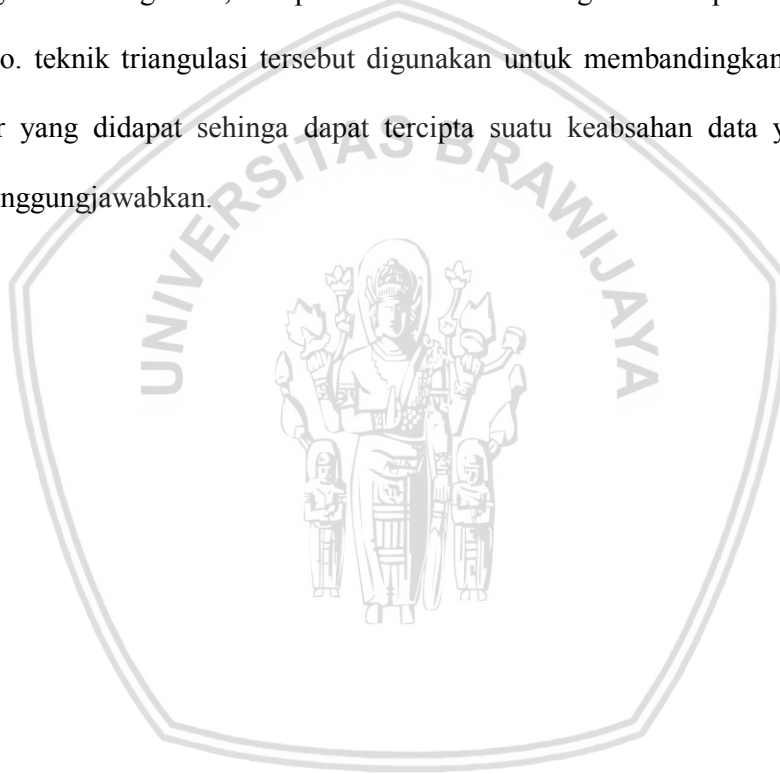 o. teknik triangulasi tersebut digunakan untuk membandingkan
r yang didapat sehinga dapat tercipta suatu keabsahan data y
nggungjawabkan.
UNIVERSITAS BRAWIJAYA